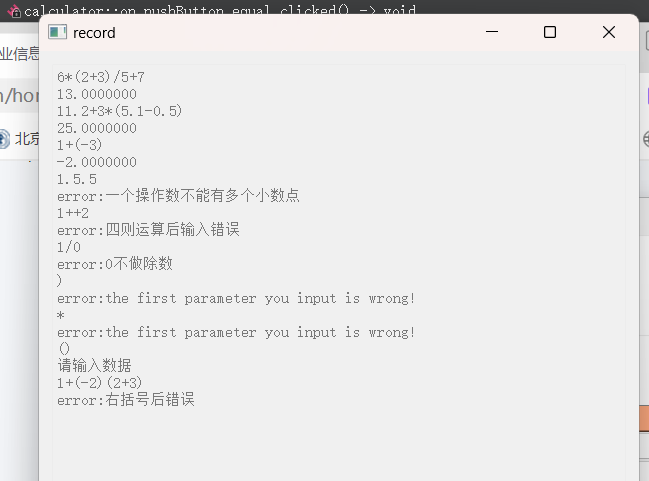 calculator::on_pushButton_equal_clicked() -> void
record
业信息
北京
6*(2+3)/5+7
13.0000000
11.2+3*(5.1-0.5)
25.0000000
1+(-3)
-2.0000000
1.5.5
error:一个操作数不能有多个小数点
1++2
error:四则运算后输入错误
1/0
error:0不做除数
)
error:the first parameter you input is wrong!
*
error:the first parameter you input is wrong!
()
请输入数据
1+(-2)(2+3)
error:右括号后错误